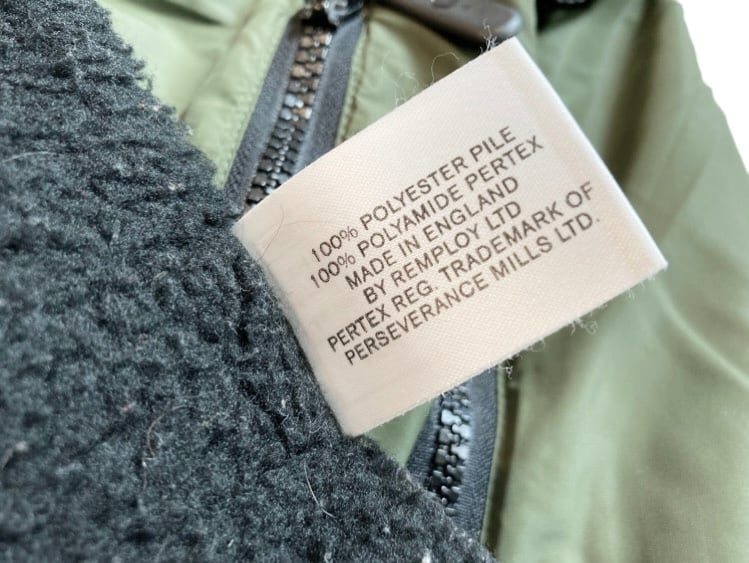 100% POLYESTER PILE
100% POLYAMIDE PERTEX
MADE IN ENGLAND
BY REMPLOY LTD
PERTEX REG. TRADEMARK OF
PERSEVERANCE MILLS LTD.